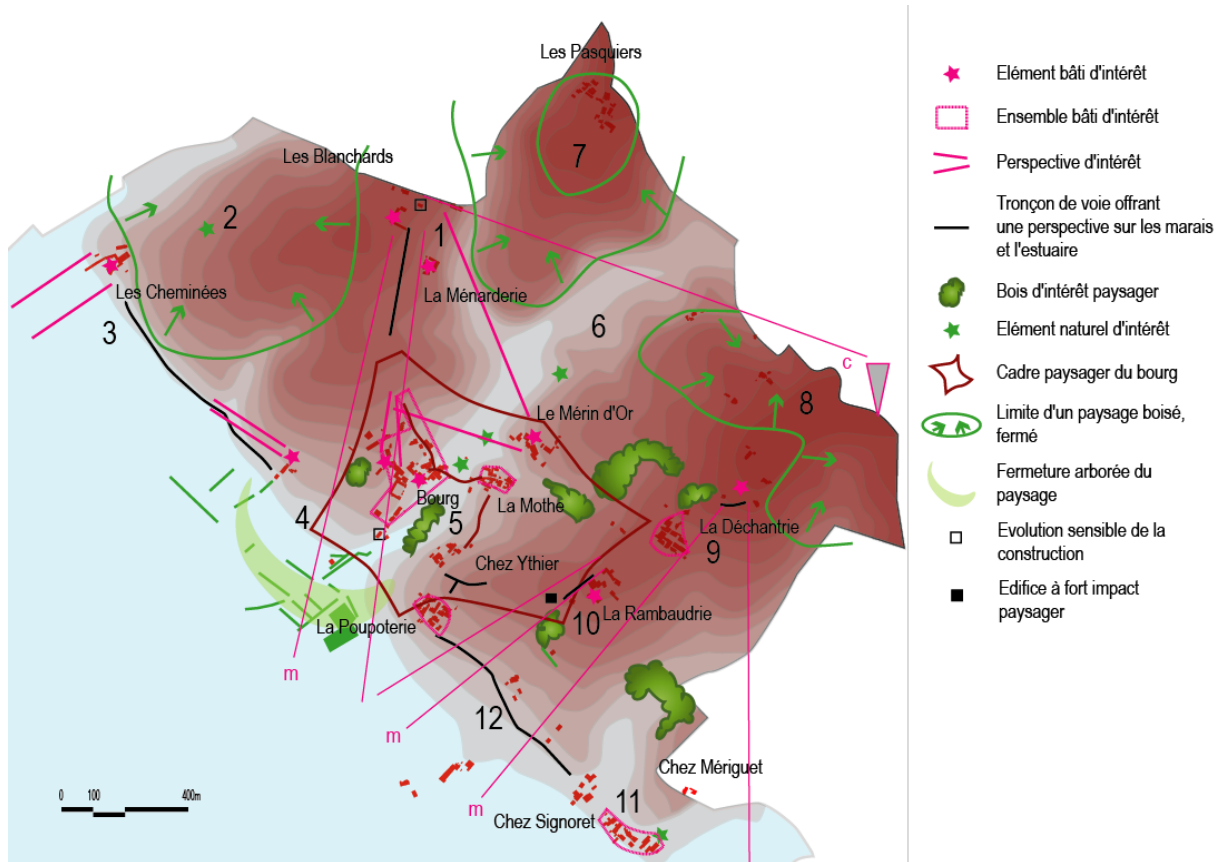 Les Pasquiers
7
Les Blanchards
2
1
La Ménarderie
Les Cheminées
3
6
c
8
Le Mérin d'Or
Bourg
4
5
La Mothe
La Déchantrie
9
Chez Ythier
La Poupoterie
10
La Rambaudrie
m
12
m
Chez Mériguet
m
11
Chez Signoret
0 100 400m
Elément bâti d'intérêt
Ensemble bâti d'intérêt
Perspective d'intérêt
Tronçon de voie offrant
une perspective sur les marais
et l'estuaire
Bois d'intérêt paysager
Elément naturel d'intérêt
Cadre paysager du bourg
Limite d'un paysage boisé,
fermé
Fermeture arborée du
paysage
Evolution sensible de la
construction
Edifice à fort impact
paysager